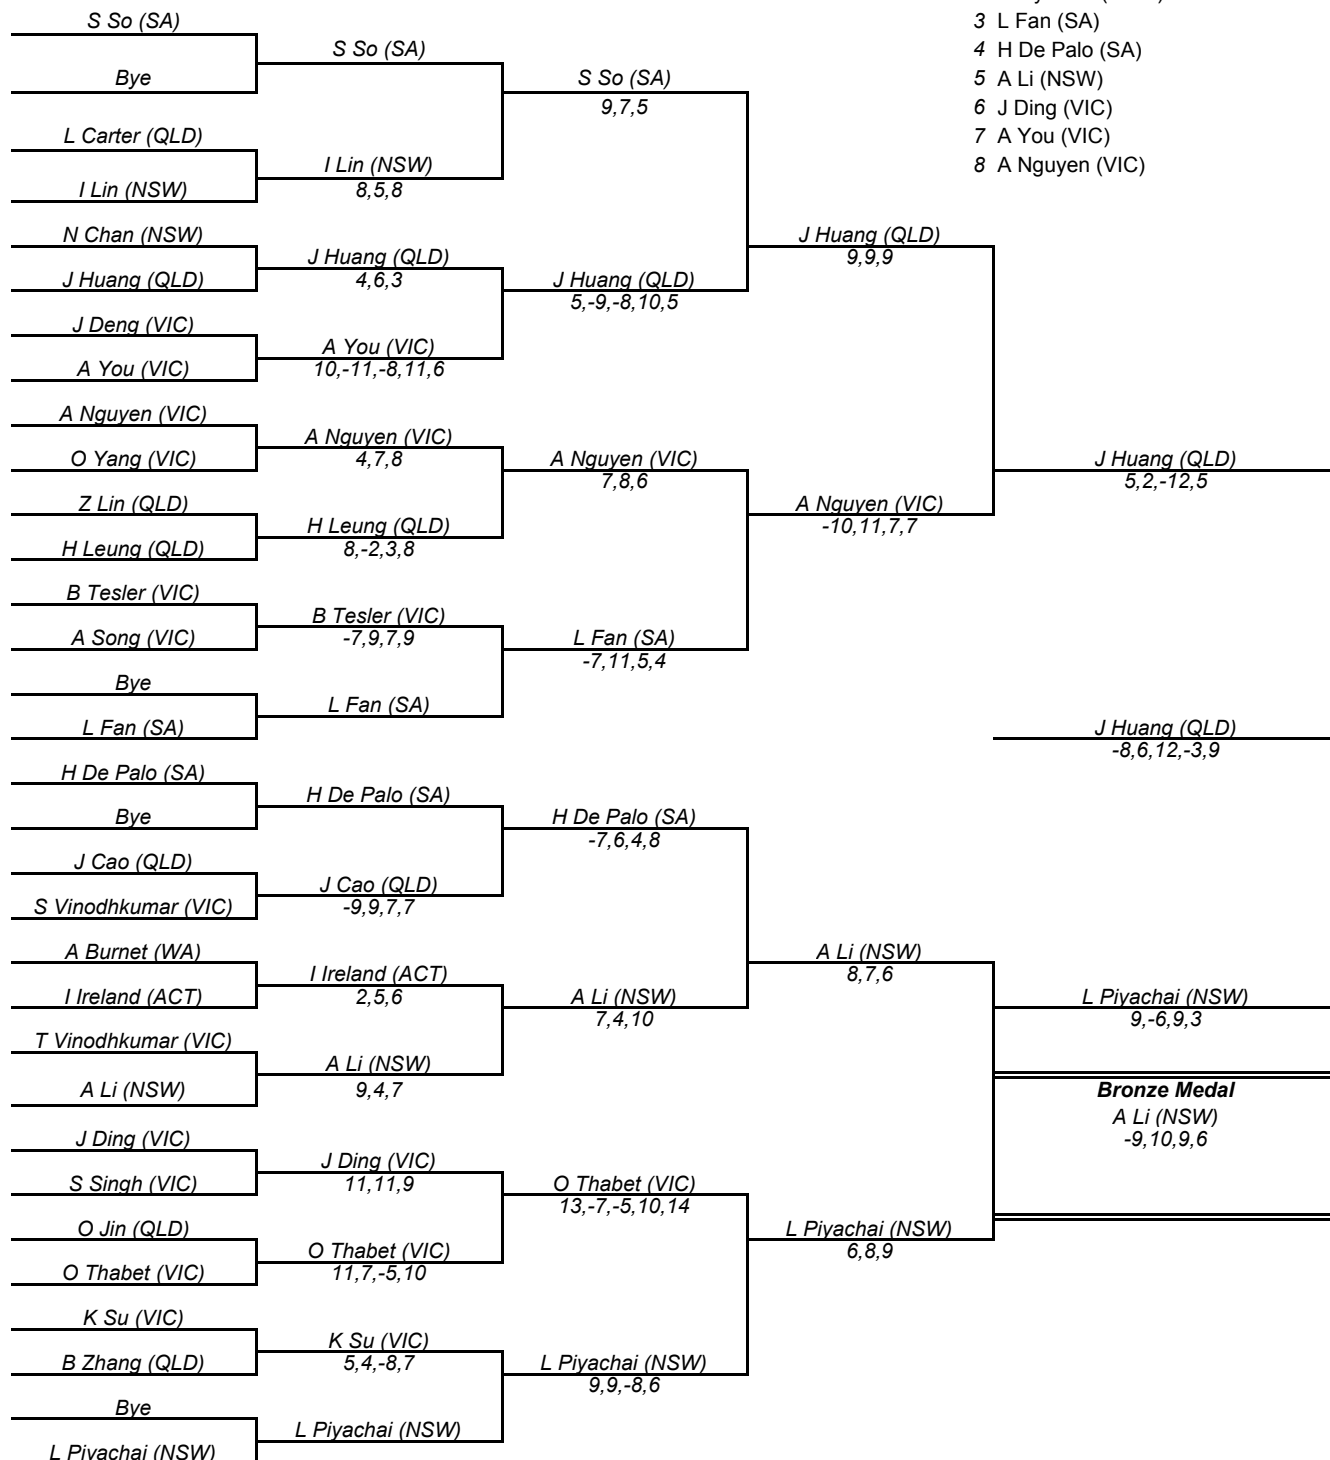 S So (SA)
Bye
L Carter (QLD)
I Lin (NSW)
N Chan (NSW)
J Huang (QLD)
J Deng (VIC)
A You (VIC)
A Nguyen (VIC)
O Yang (VIC)
Z Lin (QLD)
H Leung (QLD)
B Tesler (VIC)
A Song (VIC)
Bye
L Fan (SA)
H De Palo (SA)
Bye
J Cao (QLD)
S Vinodhkumar (VIC)
A Burnet (WA)
I Ireland (ACT)
T Vinodhkumar (VIC)
A Li (NSW)
J Ding (VIC)
S Singh (VIC)
O Jin (QLD)
O Thabet (VIC)
K Su (VIC)
B Zhang (QLD)
Bye
L Piyachai (NSW)
S So (SA)
I Lin (NSW)
8,5,8
J Huang (QLD)
4,6,3
A You (VIC)
10,-11,-8,11,6
A Nguyen (VIC)
4,7,8
H Leung (QLD)
8,-2,3,8
B Tesler (VIC)
-7,9,7,9
L Fan (SA)
H De Palo (SA)
J Cao (QLD)
-9,9,7,7
I Ireland (ACT)
2,5,6
A Li (NSW)
9,4,7
J Ding (VIC)
11,11,9
O Thabet (VIC)
11,7,-5,10
K Su (VIC)
5,4,-8,7
L Piyachai (NSW)
S So (SA)
9,7,5
J Huang (QLD)
5,-9,-8,10,5
A Nguyen (VIC)
7,8,6
L Fan (SA)
-7,11,5,4
H De Palo (SA)
-7,6,4,8
A Li (NSW)
7,4,10
O Thabet (VIC)
13,-7,-5,10,14
L Piyachai (NSW)
9,9,-8,6
J Huang (QLD)
9,9,9
A Nguyen (VIC)
-10,11,7,7
A Li (NSW)
8,7,6
L Piyachai (NSW)
6,8,9
3 L Fan (SA)
4 H De Palo (SA)
5 A Li (NSW)
6 J Ding (VIC)
7 A You (VIC)
8 A Nguyen (VIC)
J Huang (QLD)
5,2,-12,5
J Huang (QLD)
-8,6,12,-3,9
L Piyachai (NSW)
9,-6,9,3
Bronze Medal
A Li (NSW)
-9,10,9,6